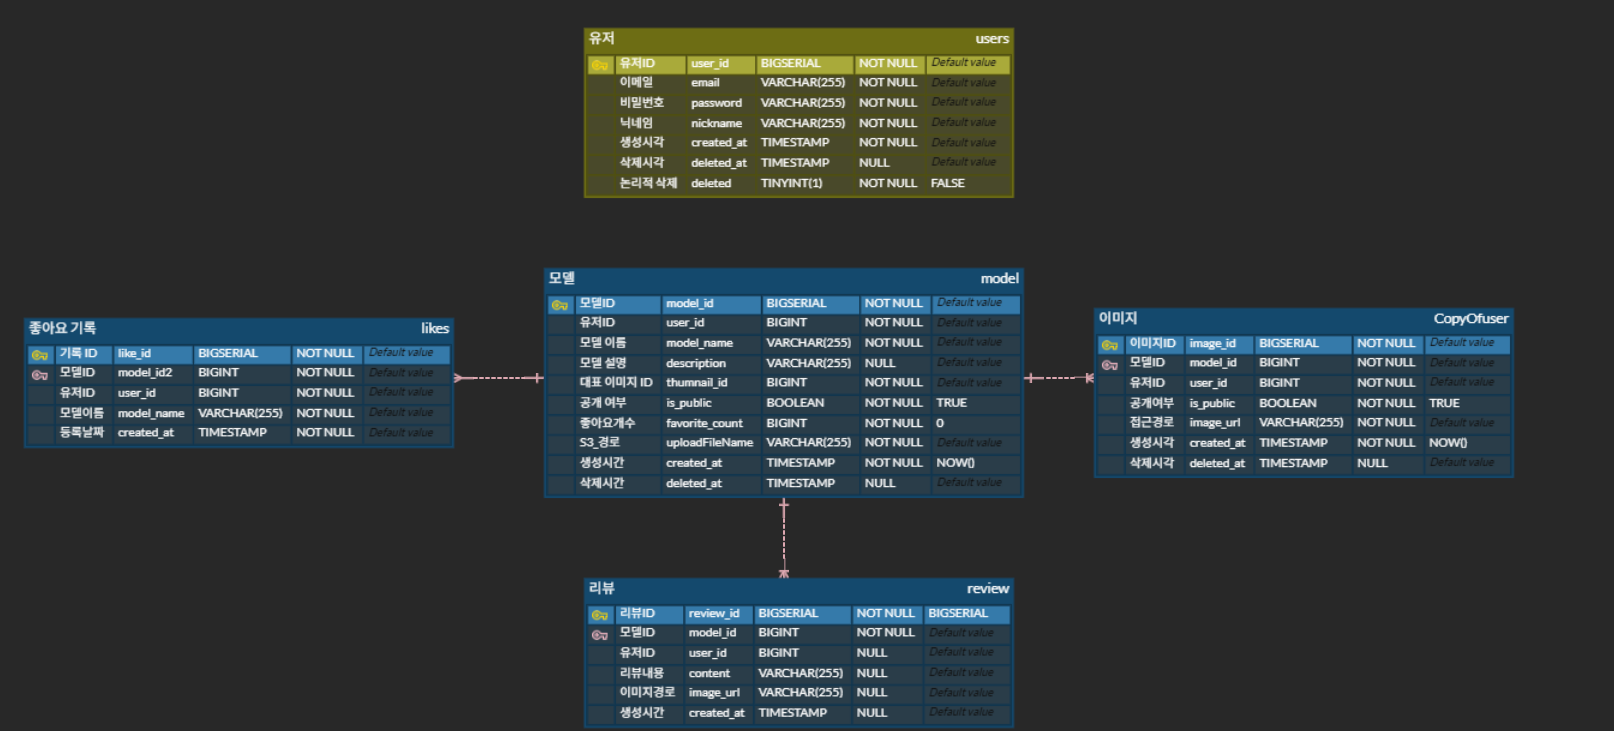 유저 users
유저ID user_id BIGSERIAL NOT NULL Default value
이메일 email VARCHAR(255) NOT NULL Default value
비밀번호 password VARCHAR(255) NOT NULL Default value
닉네임 nickname VARCHAR(255) NOT NULL Default value
생성시각 created_at TIMESTAMP NOT NULL Default value
삭제시각 deleted_at TIMESTAMP NULL Default value
논리적 삭제 deleted TINYINT(1) NOT NULL FALSE
모델 model
모델ID model_id BIGSERIAL NOT NULL Default value
유저ID user_id BIGINT NOT NULL Default value
모델 이름 model_name VARCHAR(255) NOT NULL Default value
모델 설명 description VARCHAR(255) NULL Default value
대표 이미지 ID thumnail_id BIGINT NOT NULL Default value
공개 여부 is_public BOOLEAN NOT NULL TRUE
좋아요개수 favorite_count BIGINT NOT NULL 0
S3_경로 uploadFileName VARCHAR(255) NOT NULL Default value
생성시간 created_at TIMESTAMP NOT NULL NOW()
삭제시간 deleted_at TIMESTAMP NULL Default value
좋아요 기록 likes
기록 ID like_id BIGSERIAL NOT NULL Default value
모델ID model_id2 BIGINT NOT NULL Default value
유저ID user_id BIGINT NOT NULL Default value
모델이름 model_name VARCHAR(255) NOT NULL Default value
등록날짜 created_at TIMESTAMP NOT NULL Default value
이미지 CopyOfuser
이미지ID image_id BIGSERIAL NOT NULL Default value
모델ID model_id BIGINT NOT NULL Default value
유저ID user_id BIGINT NOT NULL Default value
공개여부 is_public BOOLEAN NOT NULL TRUE
접근경로 image_url VARCHAR(255) NOT NULL Default value
생성시각 created_at TIMESTAMP NOT NULL NOW()
삭제시각 deleted_at TIMESTAMP NULL Default value
리뷰 review
리뷰ID review_id BIGSERIAL NOT NULL BIGSERIAL
모델ID model_id BIGINT NOT NULL Default value
유저ID user_id BIGINT NULL Default value
리뷰내용 content VARCHAR(255) NULL Default value
이미지경로 image_url VARCHAR(255) NULL Default value
생성시간 created_at TIMESTAMP NULL Default value